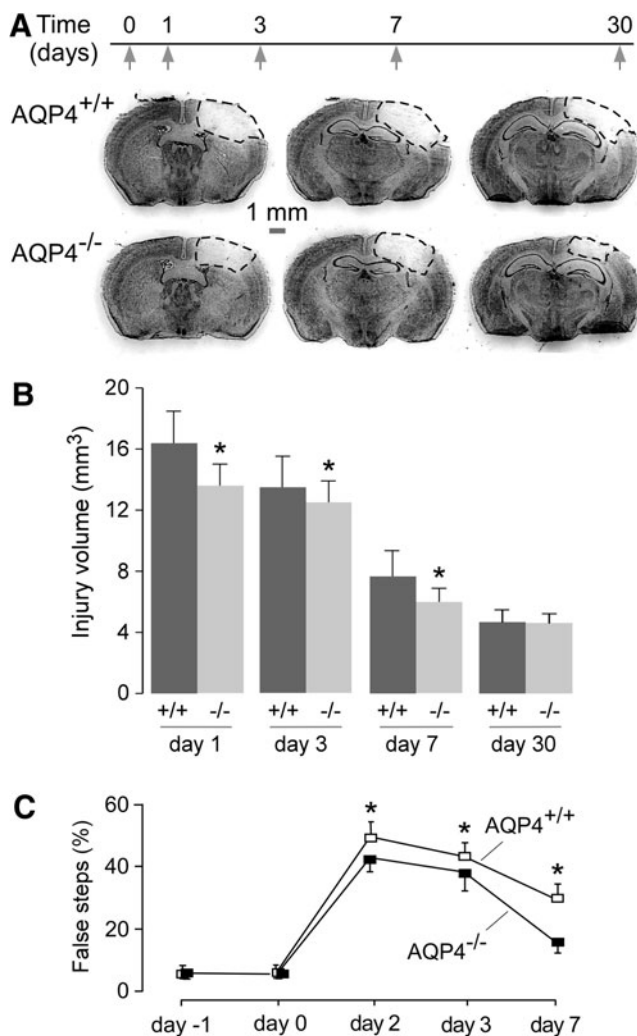 A Time 0 1 3 7 30
(days)
AQP4+/+
1 mm
AQP4-/-
B
Injury volume (mm3)
20
16
12
8
4
0
* * *
+/+ -/- +/+ -/- +/+ -/- +/+ -/-
day 1 day 3 day 7 day 30
C
False steps (%)
60
40
20
0
* * *
AQP4+/+
AQP4-/-
day -1 day 0 day 2 day 3 day 7